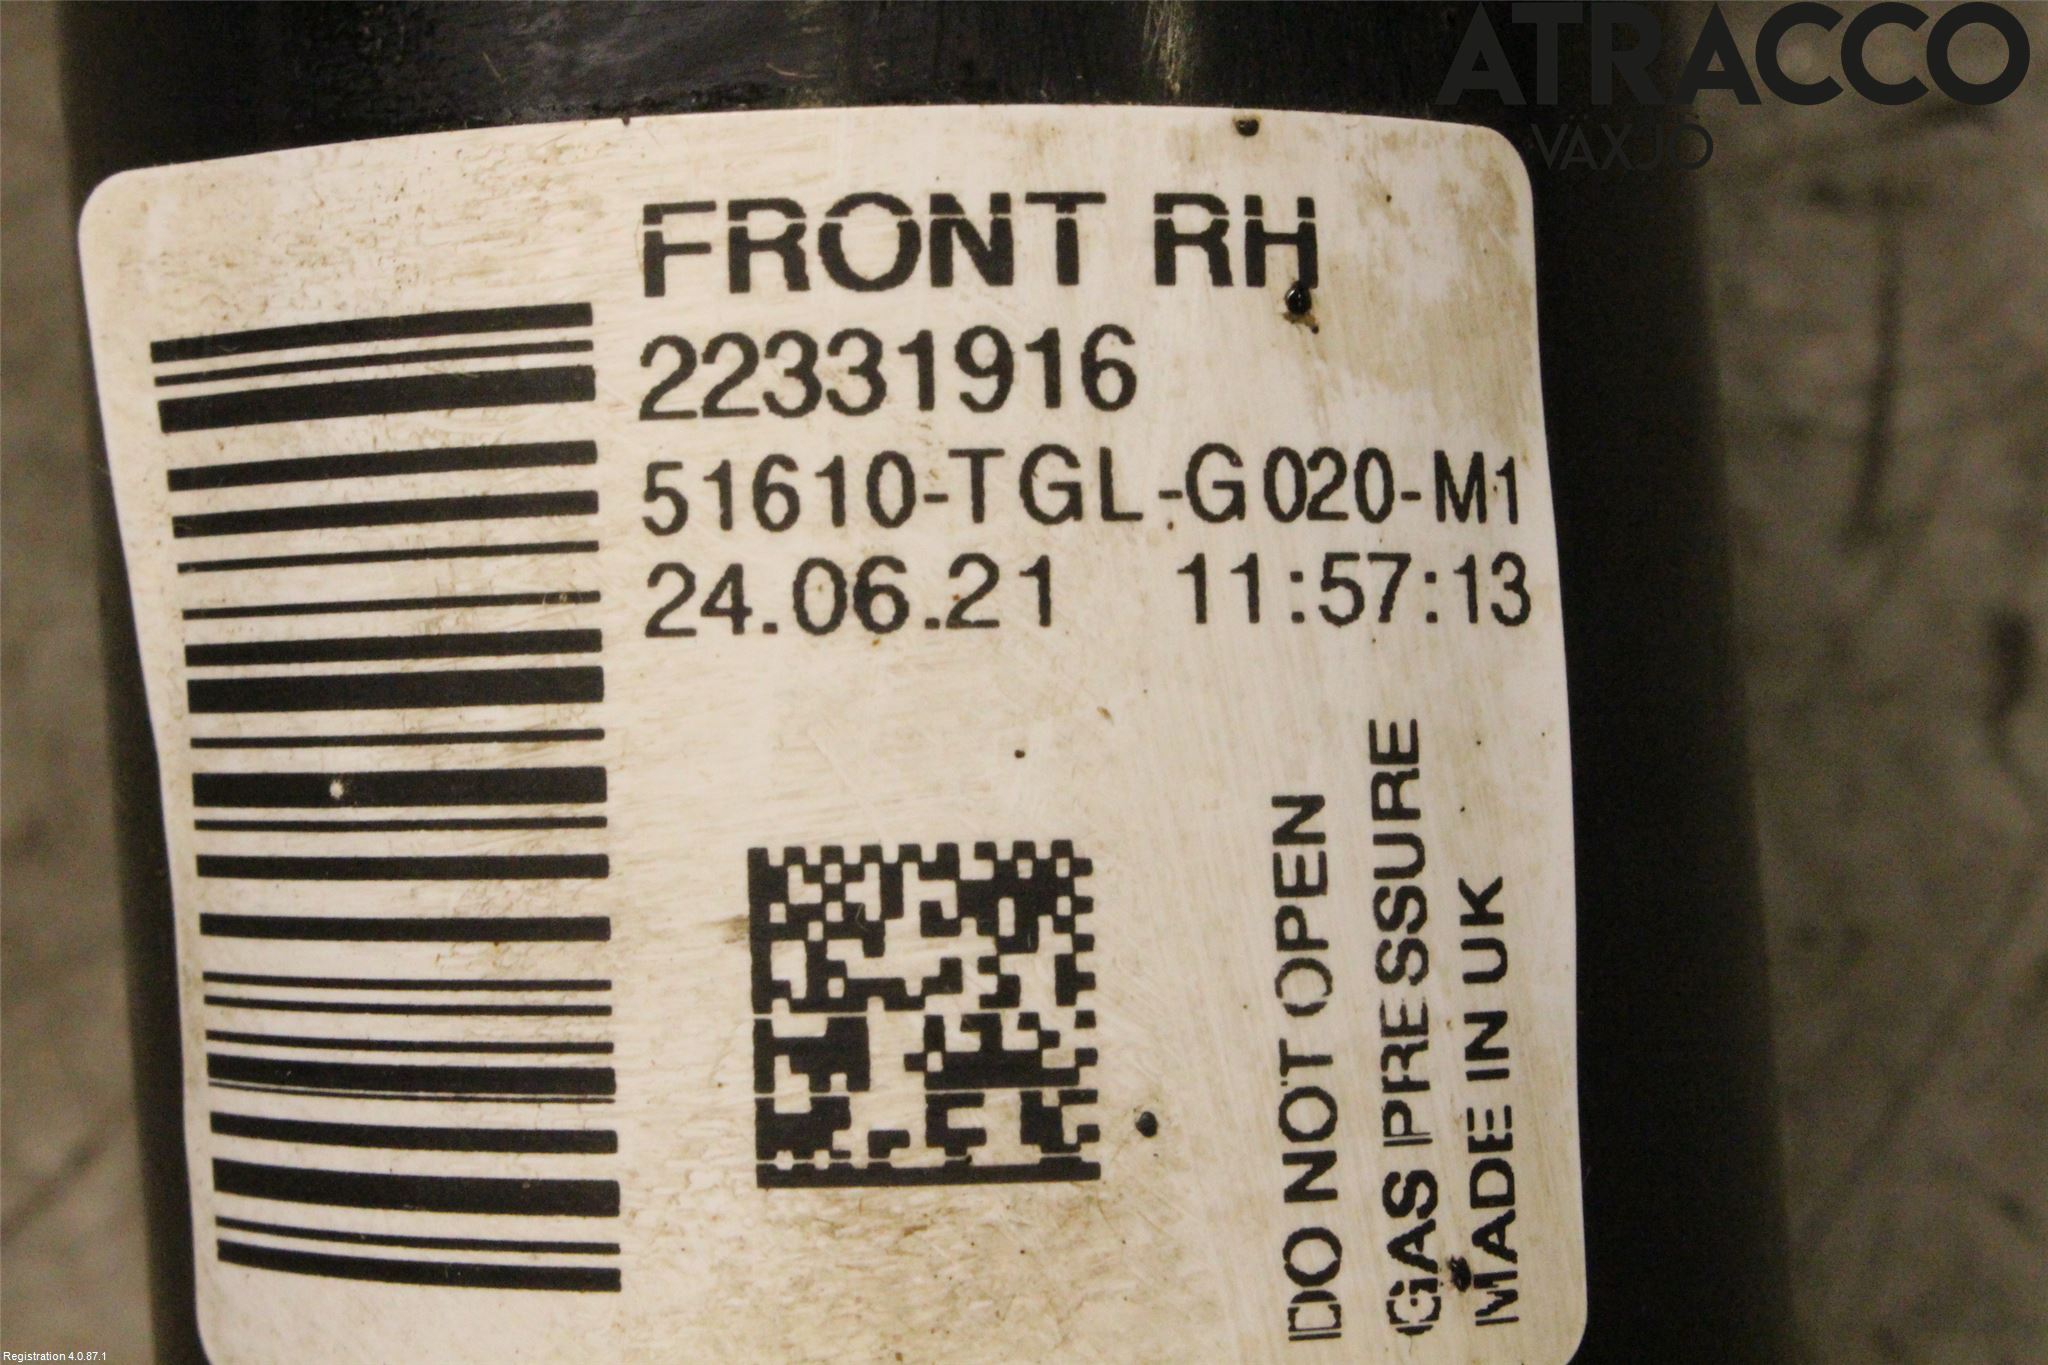 ATRACCO
VÄXJÖ
FRONT RH
22331916
51610-TGL-G020-M1
24.06.21 11:57:13
DO NOT OPEN
GAS PRESSURE
MADE IN UK
Registration 4.0.87.1